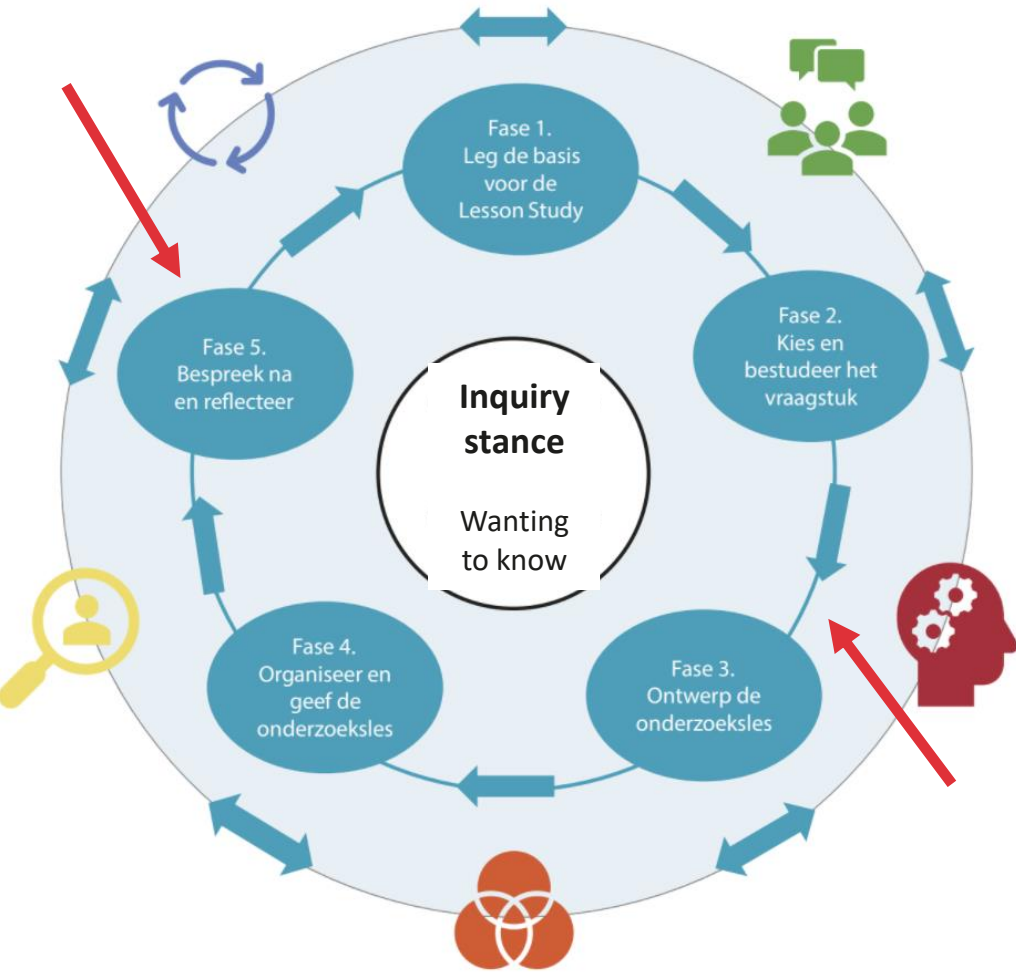 Fase 1.
Leg de basis
voor de
Lesson Study
Fase 2.
Kies en
bestudeer het
vraagstuk
Fase 3.
Ontwerp de
onderzoeksles
Fase 4.
Organiseer en
geef de
onderzoeksles
Fase 5.
Bespreek na
en reflecteer
Inquiry
stance
Wanting
to know